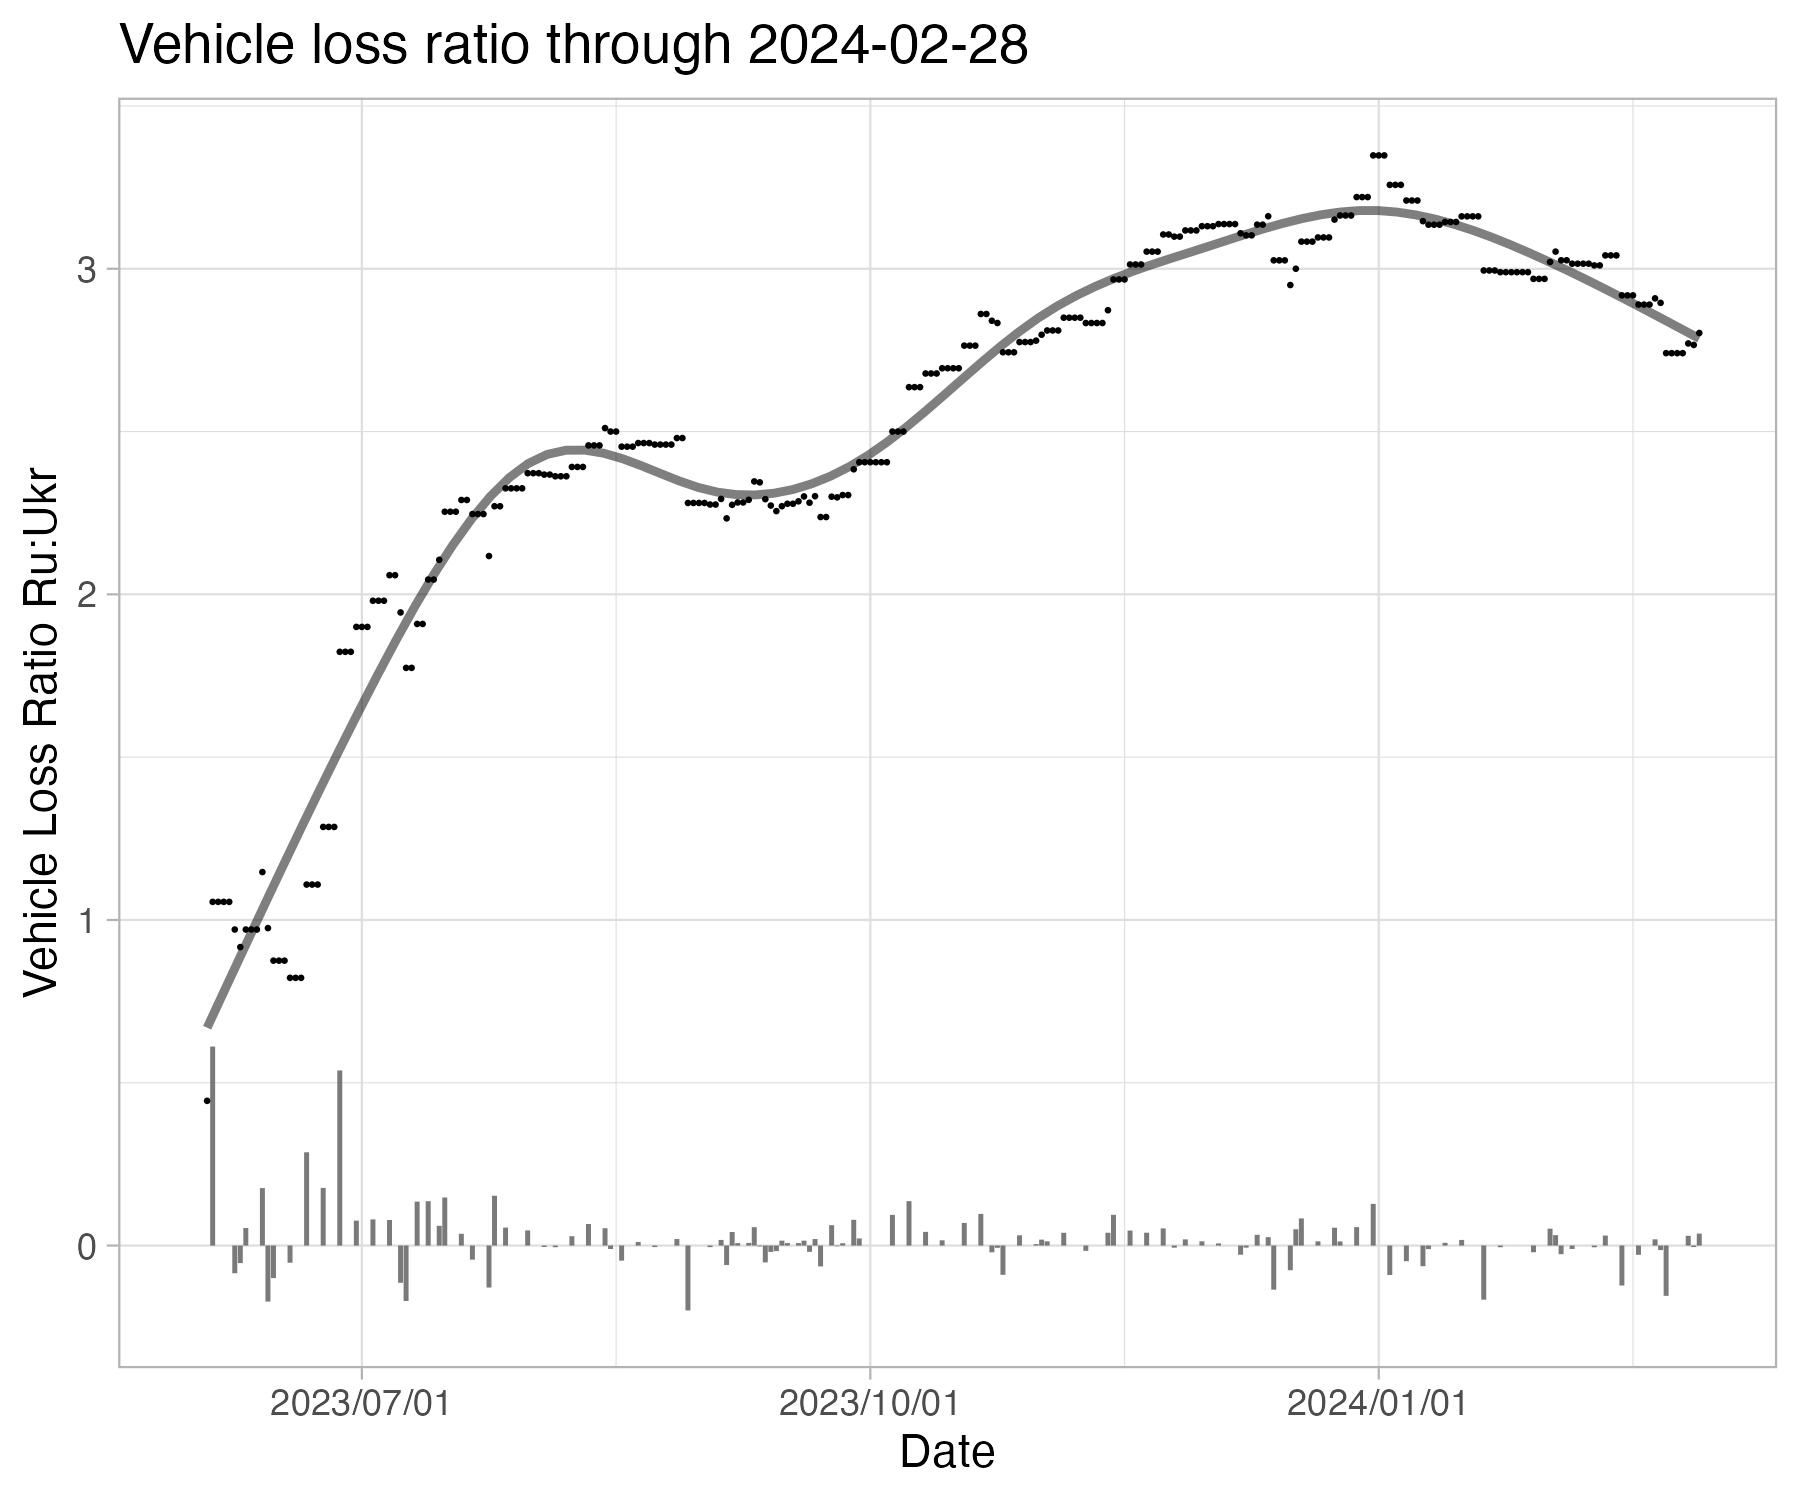 Vehicle loss ratio through 2024-02-28
Vehicle Loss Ratio Ru:Ukr
3
2
1
0
2023/07/01
2023/10/01
2024/01/01
Date